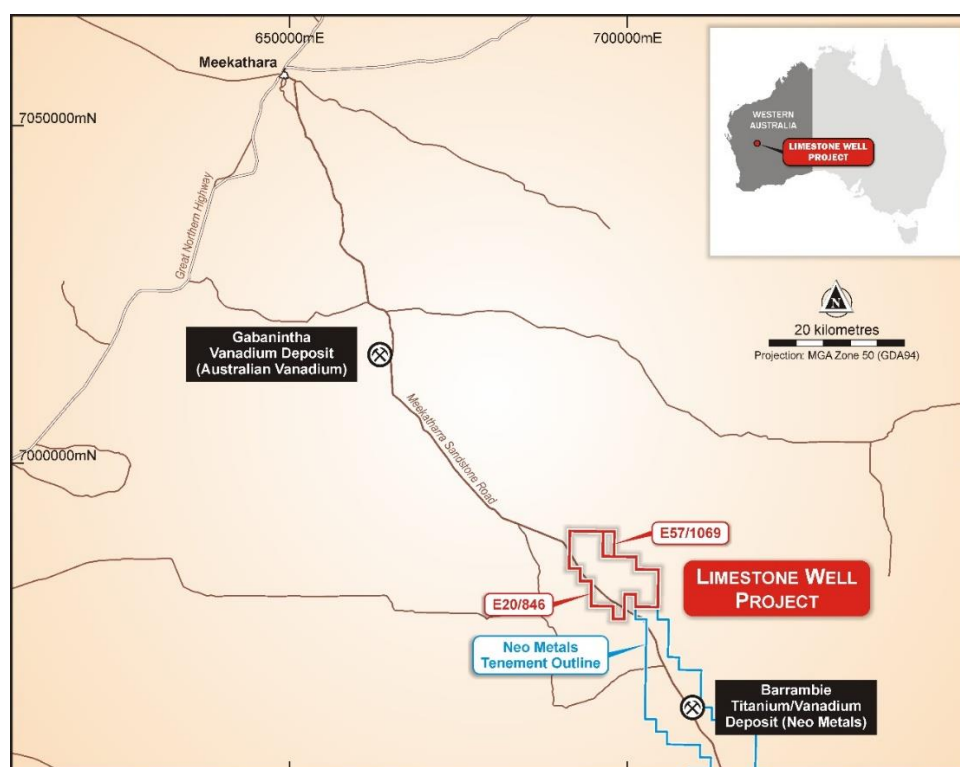 650000mE
700000mE
Meekathara
7050000mN
WESTERN
AUSTRALIA
LIMESTONE WELL
PROJECT
Great Northern Highway
N
20 kilometres
Projection: MGA Zone 50 (GDA94)
Gabanintha
Vanadium Deposit
(Australian Vanadium)
Meekatharra Sandstone Road
7000000mN
E57/1069
LIMESTONE WELL
PROJECT
E20/846
Neo Metals
Tenement Outline
Barrambie
Titanium/Vanadium
Deposit (Neo Metals)